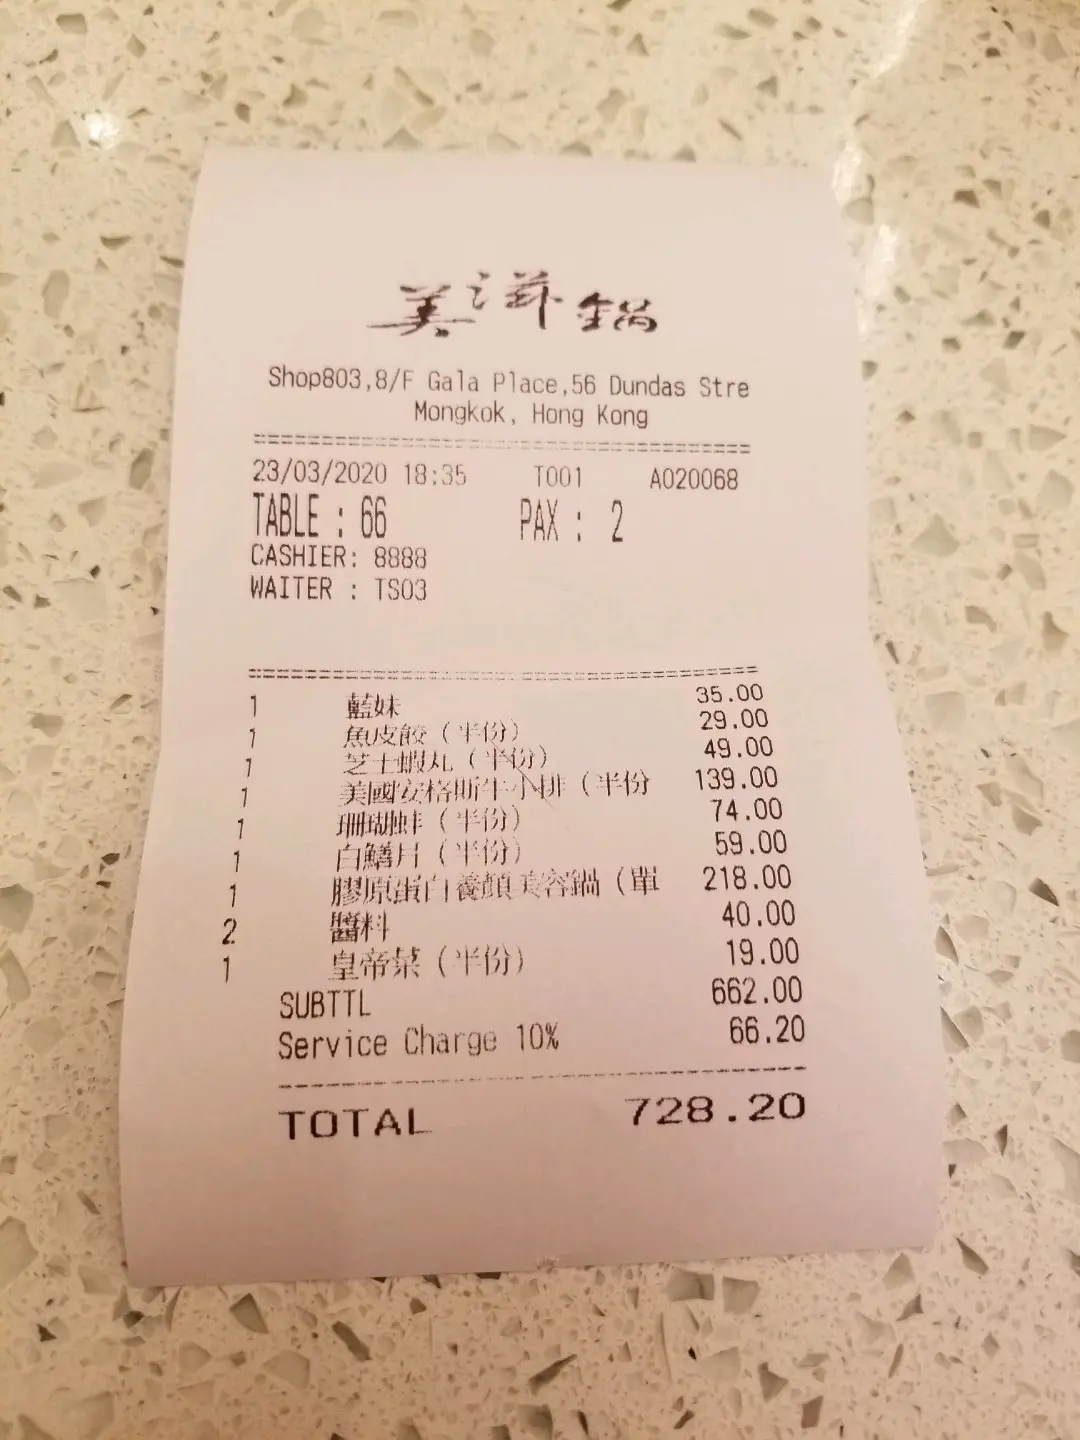 美滋鍋
Shop803,8/F Gala Place,56 Dundas Stre
Mongkok, Hong Kong
23/03/2020 18:35 T001 A020068
TABLE : 66 PAX : 2
CASHIER: 8888
WAITER : TS03
1 藍妹 35.00
1 魚皮餃（半份） 29.00
1 芝士蝦丸（半份） 49.00
1 美國安格斯牛小排（半份 139.00
1 珊瑚蚌（半份） 74.00
1 白鱔片（半份） 59.00
1 膠原蛋白養顏美容鍋（單 218.00
2 醬料 40.00
1 皇帝菜（半份） 19.00
SUBTTL 662.00
Service Charge 10% 66.20
TOTAL 728.20